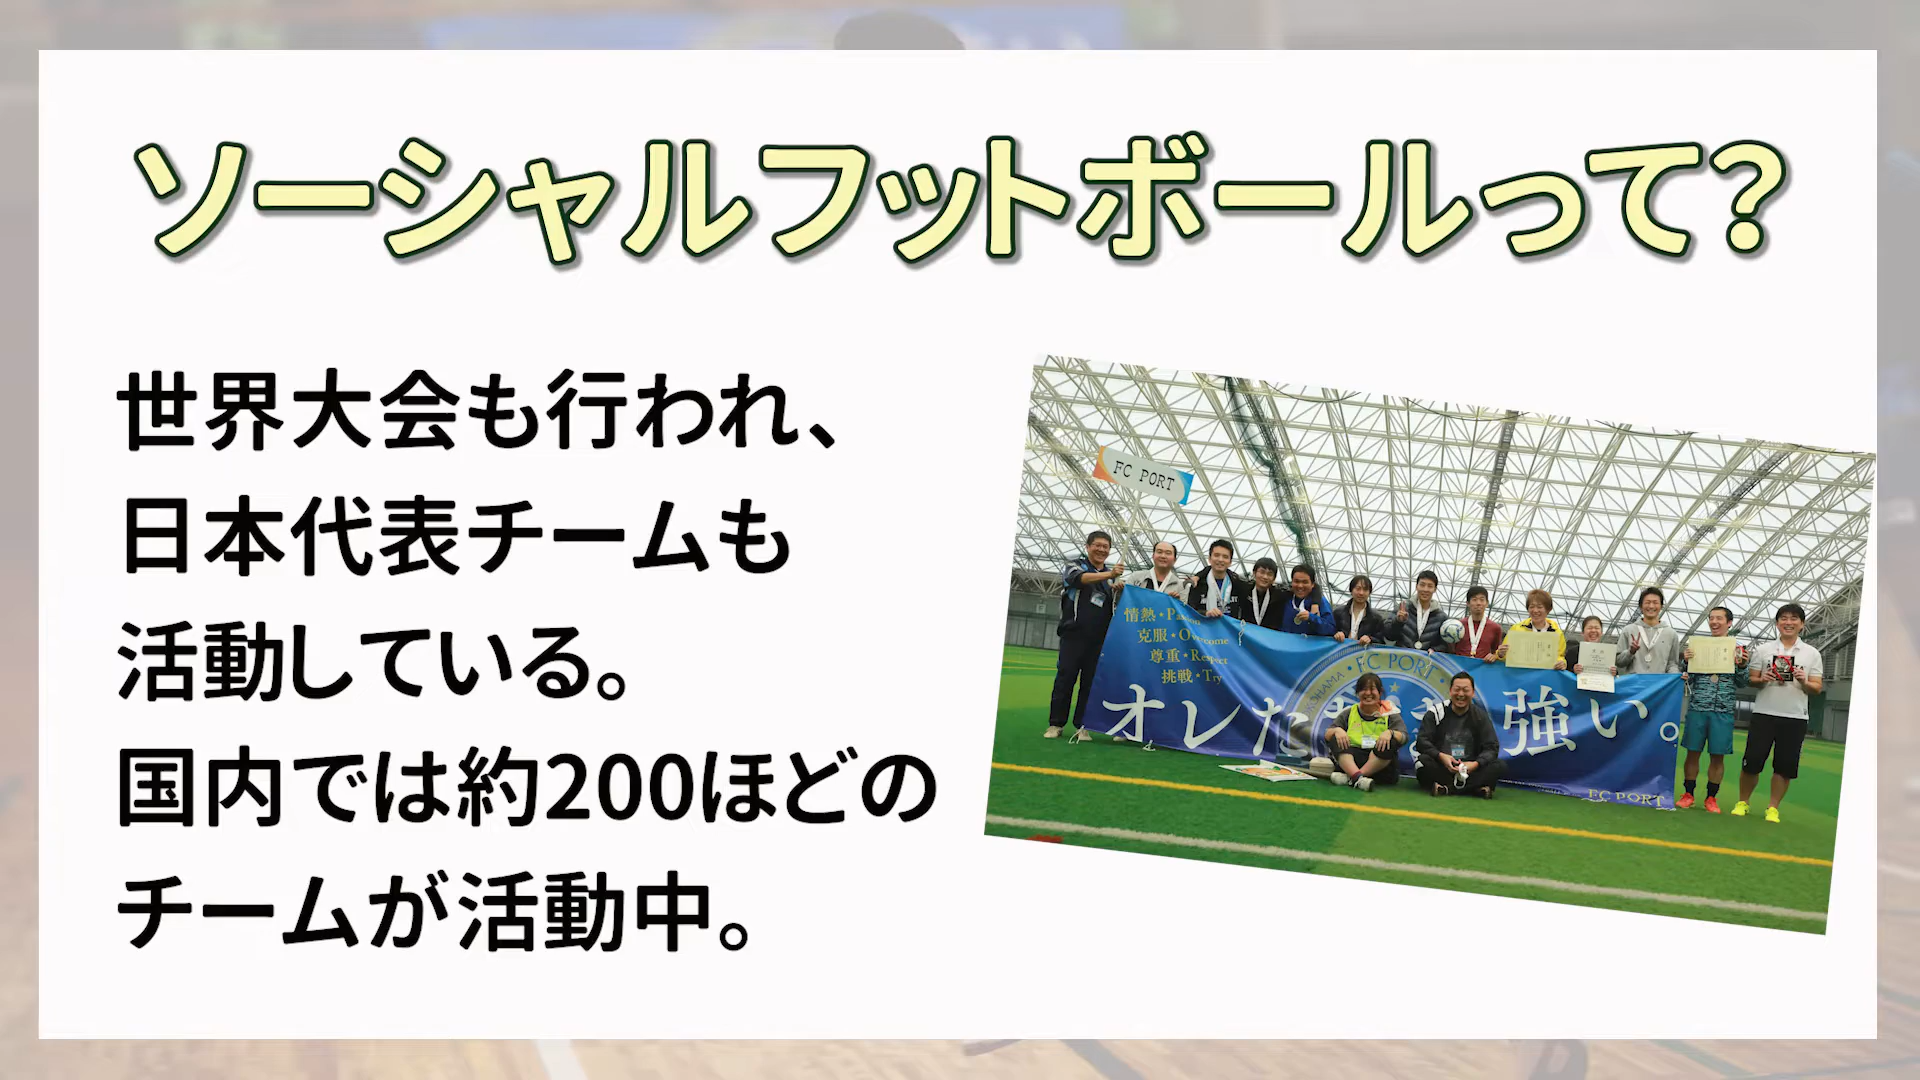 ソーシャルフットボールって?
世界大会も行われ、
日本代表チームも
活動している。
国内では約200ほどの
チームが活動中。
FC PORT
情熱・Passion
克服・Overcome
尊重・Respect
挑戦・Try
FC PORT
オレた 強い。
FC PORT